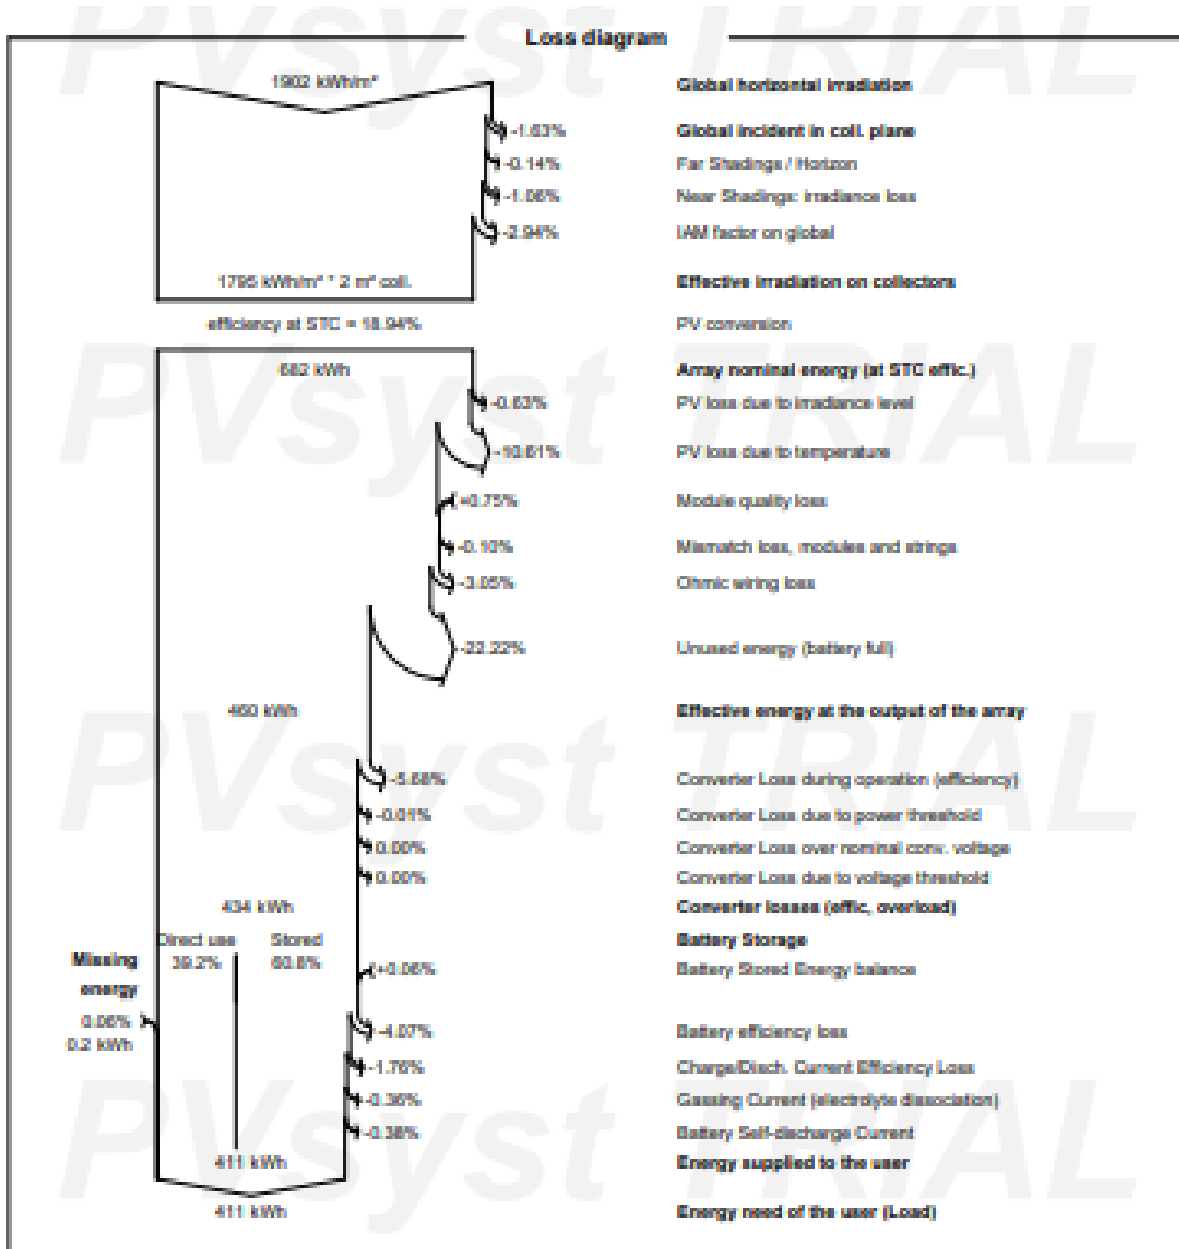 Loss diagram
1902 kWh/m² Global horizontal irradiation
-1.63% Global incident in coll. plane
-0.14% Far Shadings / Horizon
-1.06% Near Shadings: irradiance loss
-2.94% IAM factor on global
1795 kWh/m² * 2 m² coll. Effective irradiation on collectors
efficiency at STC = 18.94% PV conversion
682 kWh Array nominal energy (at STC effic.)
-0.63% PV loss due to irradiance level
-10.61% PV loss due to temperature
+0.75% Module quality loss
-0.10% Mismatch loss, modules and strings
-3.05% Ohmic wiring loss
-22.22% Unused energy (battery full)
460 kWh Effective energy at the output of the array
-5.68% Converter Loss during operation (efficiency)
-0.01% Converter Loss due to power threshold
0.00% Converter Loss over nominal conv. voltage
0.00% Converter Loss due to voltage threshold
434 kWh Converter losses (effic, overload)
Direct use Stored Battery Storage
Missing 39.2% 60.8% +0.06% Battery Stored Energy balance
energy
0.06% -4.07% Battery efficiency loss
0.2 kWh
-1.76% Charge/Disch. Current Efficiency Loss
-0.36% Gassing Current (electrolyte dissociation)
-0.38% Battery Self-discharge Current
411 kWh Energy supplied to the user
411 kWh Energy need of the user (Load)
PVsyst TRIAL
PVsyst TRIAL
PVsyst TRIAL
PVsyst TRIAL